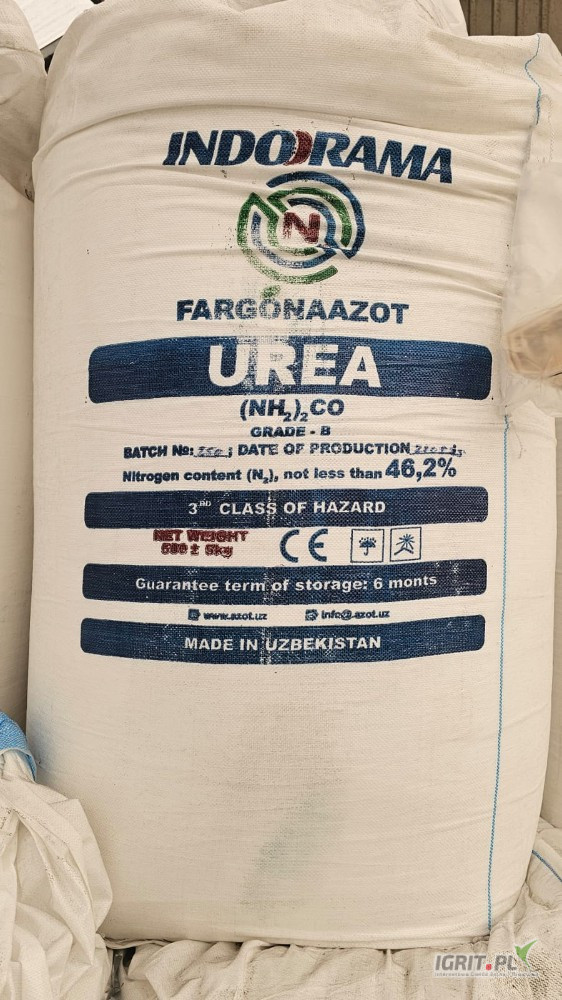 INDORAMA
N
FARGONAAZOT
UREA
(NH₂)₂CO
GRADE - B
BATCH №: ; DATE OF PRODUCTION
Nitrogen content (N₂), not less than 46,2%
3RD CLASS OF HAZARD
NET WEIGHT
500 ± 5kg
CE
Guarantee term of storage: 6 monts
www.azot.uz info@azot.uz
MADE IN UZBEKISTAN
IGRIT.PL